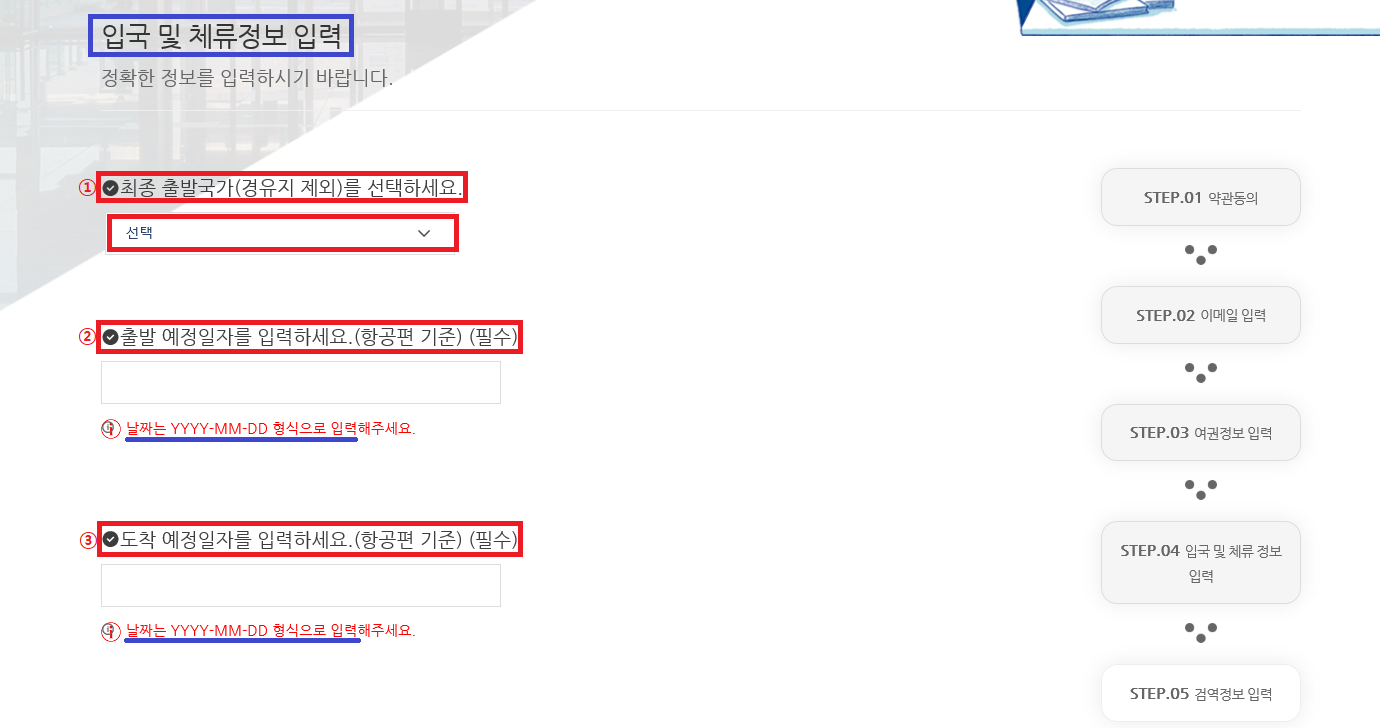 입국 및 체류정보 입력
정확한 정보를 입력하시기 바랍니다.
① 최종 출발국가(경유지 제외)를 선택하세요.
선택
② 출발 예정일자를 입력하세요.(항공편 기준) (필수)
날짜는 YYYY-MM-DD 형식으로 입력해주세요.
③ 도착 예정일자를 입력하세요.(항공편 기준) (필수)
날짜는 YYYY-MM-DD 형식으로 입력해주세요.
STEP.01 약관동의
STEP.02 이메일 입력
STEP.03 여권정보 입력
STEP.04 입국 및 체류 정보
입력
STEP.05 검역정보 입력